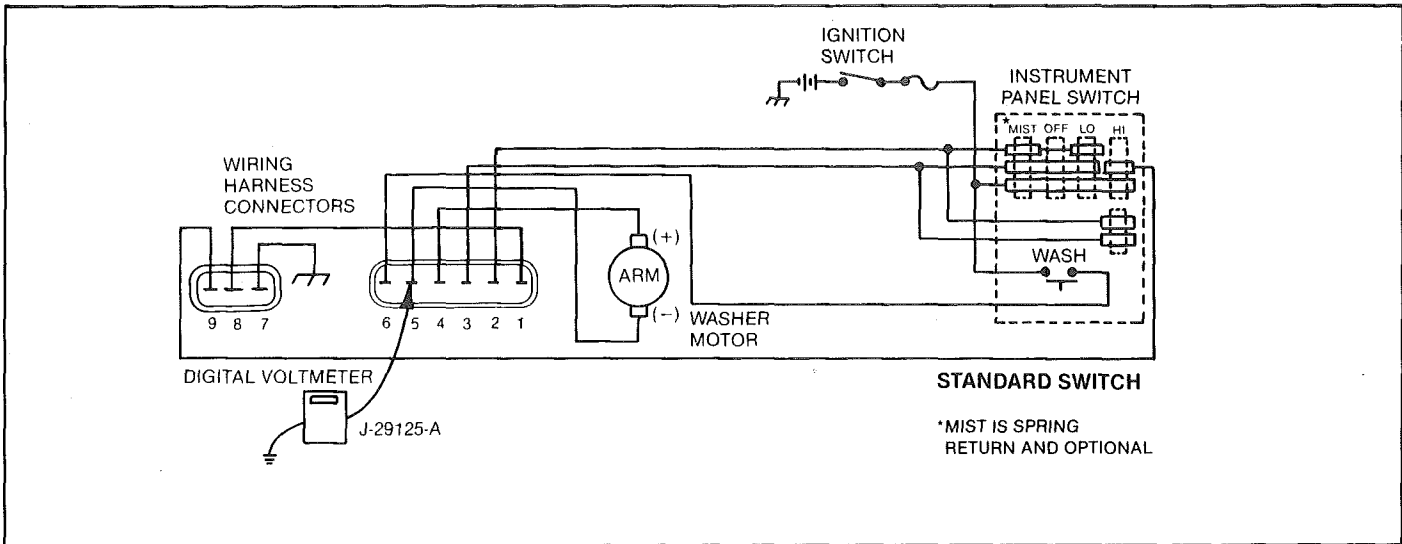 IGNITION
SWITCH
INSTRUMENT
PANEL SWITCH
*MIST OFF LO HI
WIRING
HARNESS
CONNECTORS
(+)
ARM
(-)
WASH
9 8 7
6 5 4 3 2 1
WASHER
MOTOR
DIGITAL VOLTMETER
J-29125-A
STANDARD SWITCH
*MIST IS SPRING
RETURN AND OPTIONAL